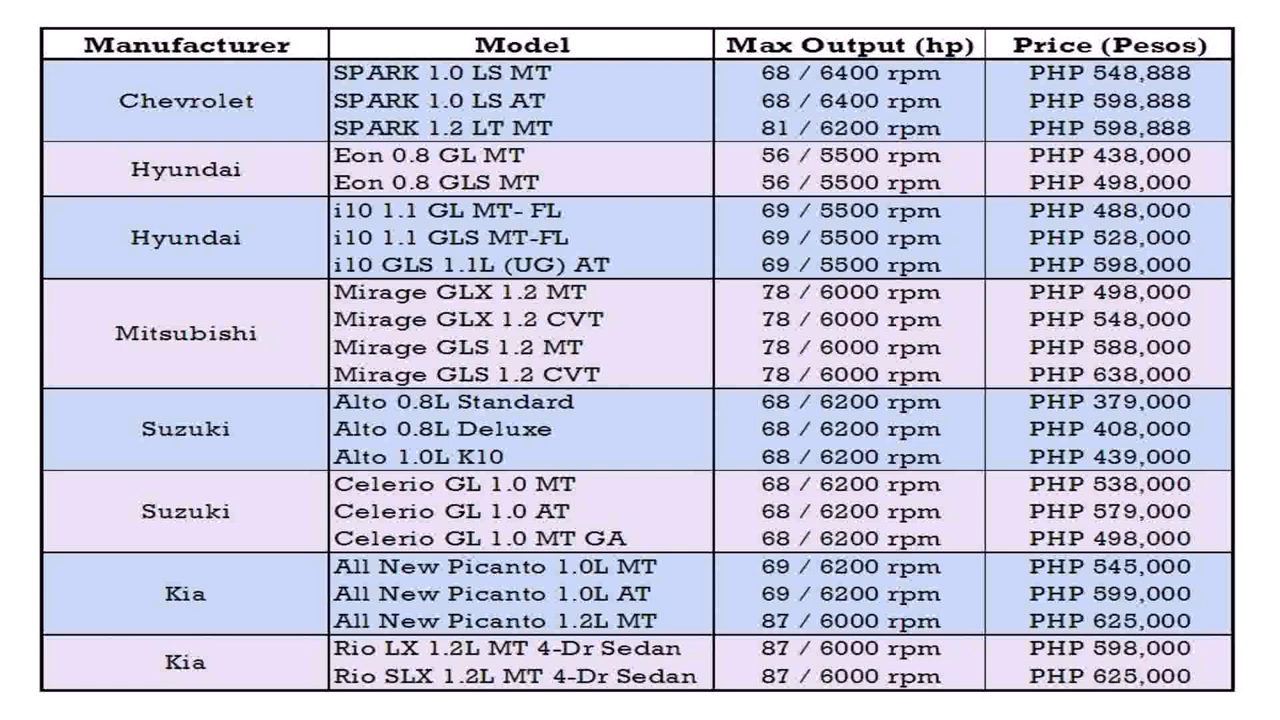 Manufacturer Model Max Output (hp) Price (Pesos)
Chevrolet
SPARK 1.0 LS MT 68 / 6400 rpm PHP 548,888
SPARK 1.0 LS AT 68 / 6400 rpm PHP 598,888
SPARK 1.2 LT MT 81 / 6200 rpm PHP 598,888
Hyundai
Eon 0.8 GL MT 56 / 5500 rpm PHP 438,000
Eon 0.8 GLS MT 56 / 5500 rpm PHP 498,000
Hyundai
i10 1.1 GL MT- FL 69 / 5500 rpm PHP 488,000
i10 1.1 GLS MT-FL 69 / 5500 rpm PHP 528,000
i10 GLS 1.1L (UG) AT 69 / 5500 rpm PHP 598,000
Mitsubishi
Mirage GLX 1.2 MT 78 / 6000 rpm PHP 498,000
Mirage GLX 1.2 CVT 78 / 6000 rpm PHP 548,000
Mirage GLS 1.2 MT 78 / 6000 rpm PHP 588,000
Mirage GLS 1.2 CVT 78 / 6000 rpm PHP 638,000
Suzuki
Alto 0.8L Standard 68 / 6200 rpm PHP 379,000
Alto 0.8L Deluxe 68 / 6200 rpm PHP 408,000
Alto 1.0L K10 68 / 6200 rpm PHP 439,000
Suzuki
Celerio GL 1.0 MT 68 / 6200 rpm PHP 538,000
Celerio GL 1.0 AT 68 / 6200 rpm PHP 579,000
Celerio GL 1.0 MT GA 68 / 6200 rpm PHP 498,000
Kia
All New Picanto 1.0L MT 69 / 6200 rpm PHP 545,000
All New Picanto 1.0L AT 69 / 6200 rpm PHP 599,000
All New Picanto 1.2L MT 87 / 6000 rpm PHP 625,000
Kia
Rio LX 1.2L MT 4-Dr Sedan 87 / 6000 rpm PHP 598,000
Rio SLX 1.2L MT 4-Dr Sedan 87 / 6000 rpm PHP 625,000